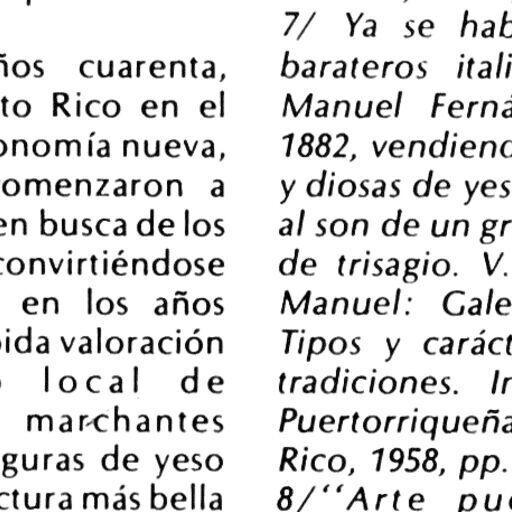 ños cuarenta,
to Rico en el
onomía nueva,
omenzaron a
en busca de los
convirtiéndose
en los años
ida valoración
local de
marchantes
guras de yeso
ctura más bella
7/ Ya se hab
barateros itali
Manuel Ferná
1882, vendiend
y diosas de yes
al son de un gr
de trisagio. V.
Manuel: Gale
Tipos y caráct
tradiciones. In
Puertorriqueña
Rico, 1958, pp.
8/"Arte pue